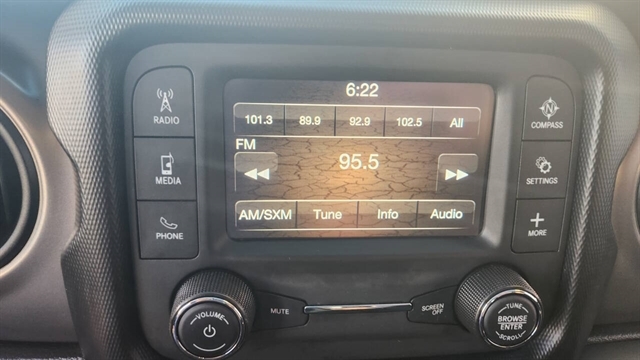 6:22
101.3 89.9 92.9 102.5 All
FM
95.5
AM/SXM Tune Info Audio
RADIO
MEDIA
PHONE
COMPASS
SETTINGS
MORE
VOLUME
MUTE
SCREEN
OFF
TUNE
BROWSE
ENTER
SCROLL